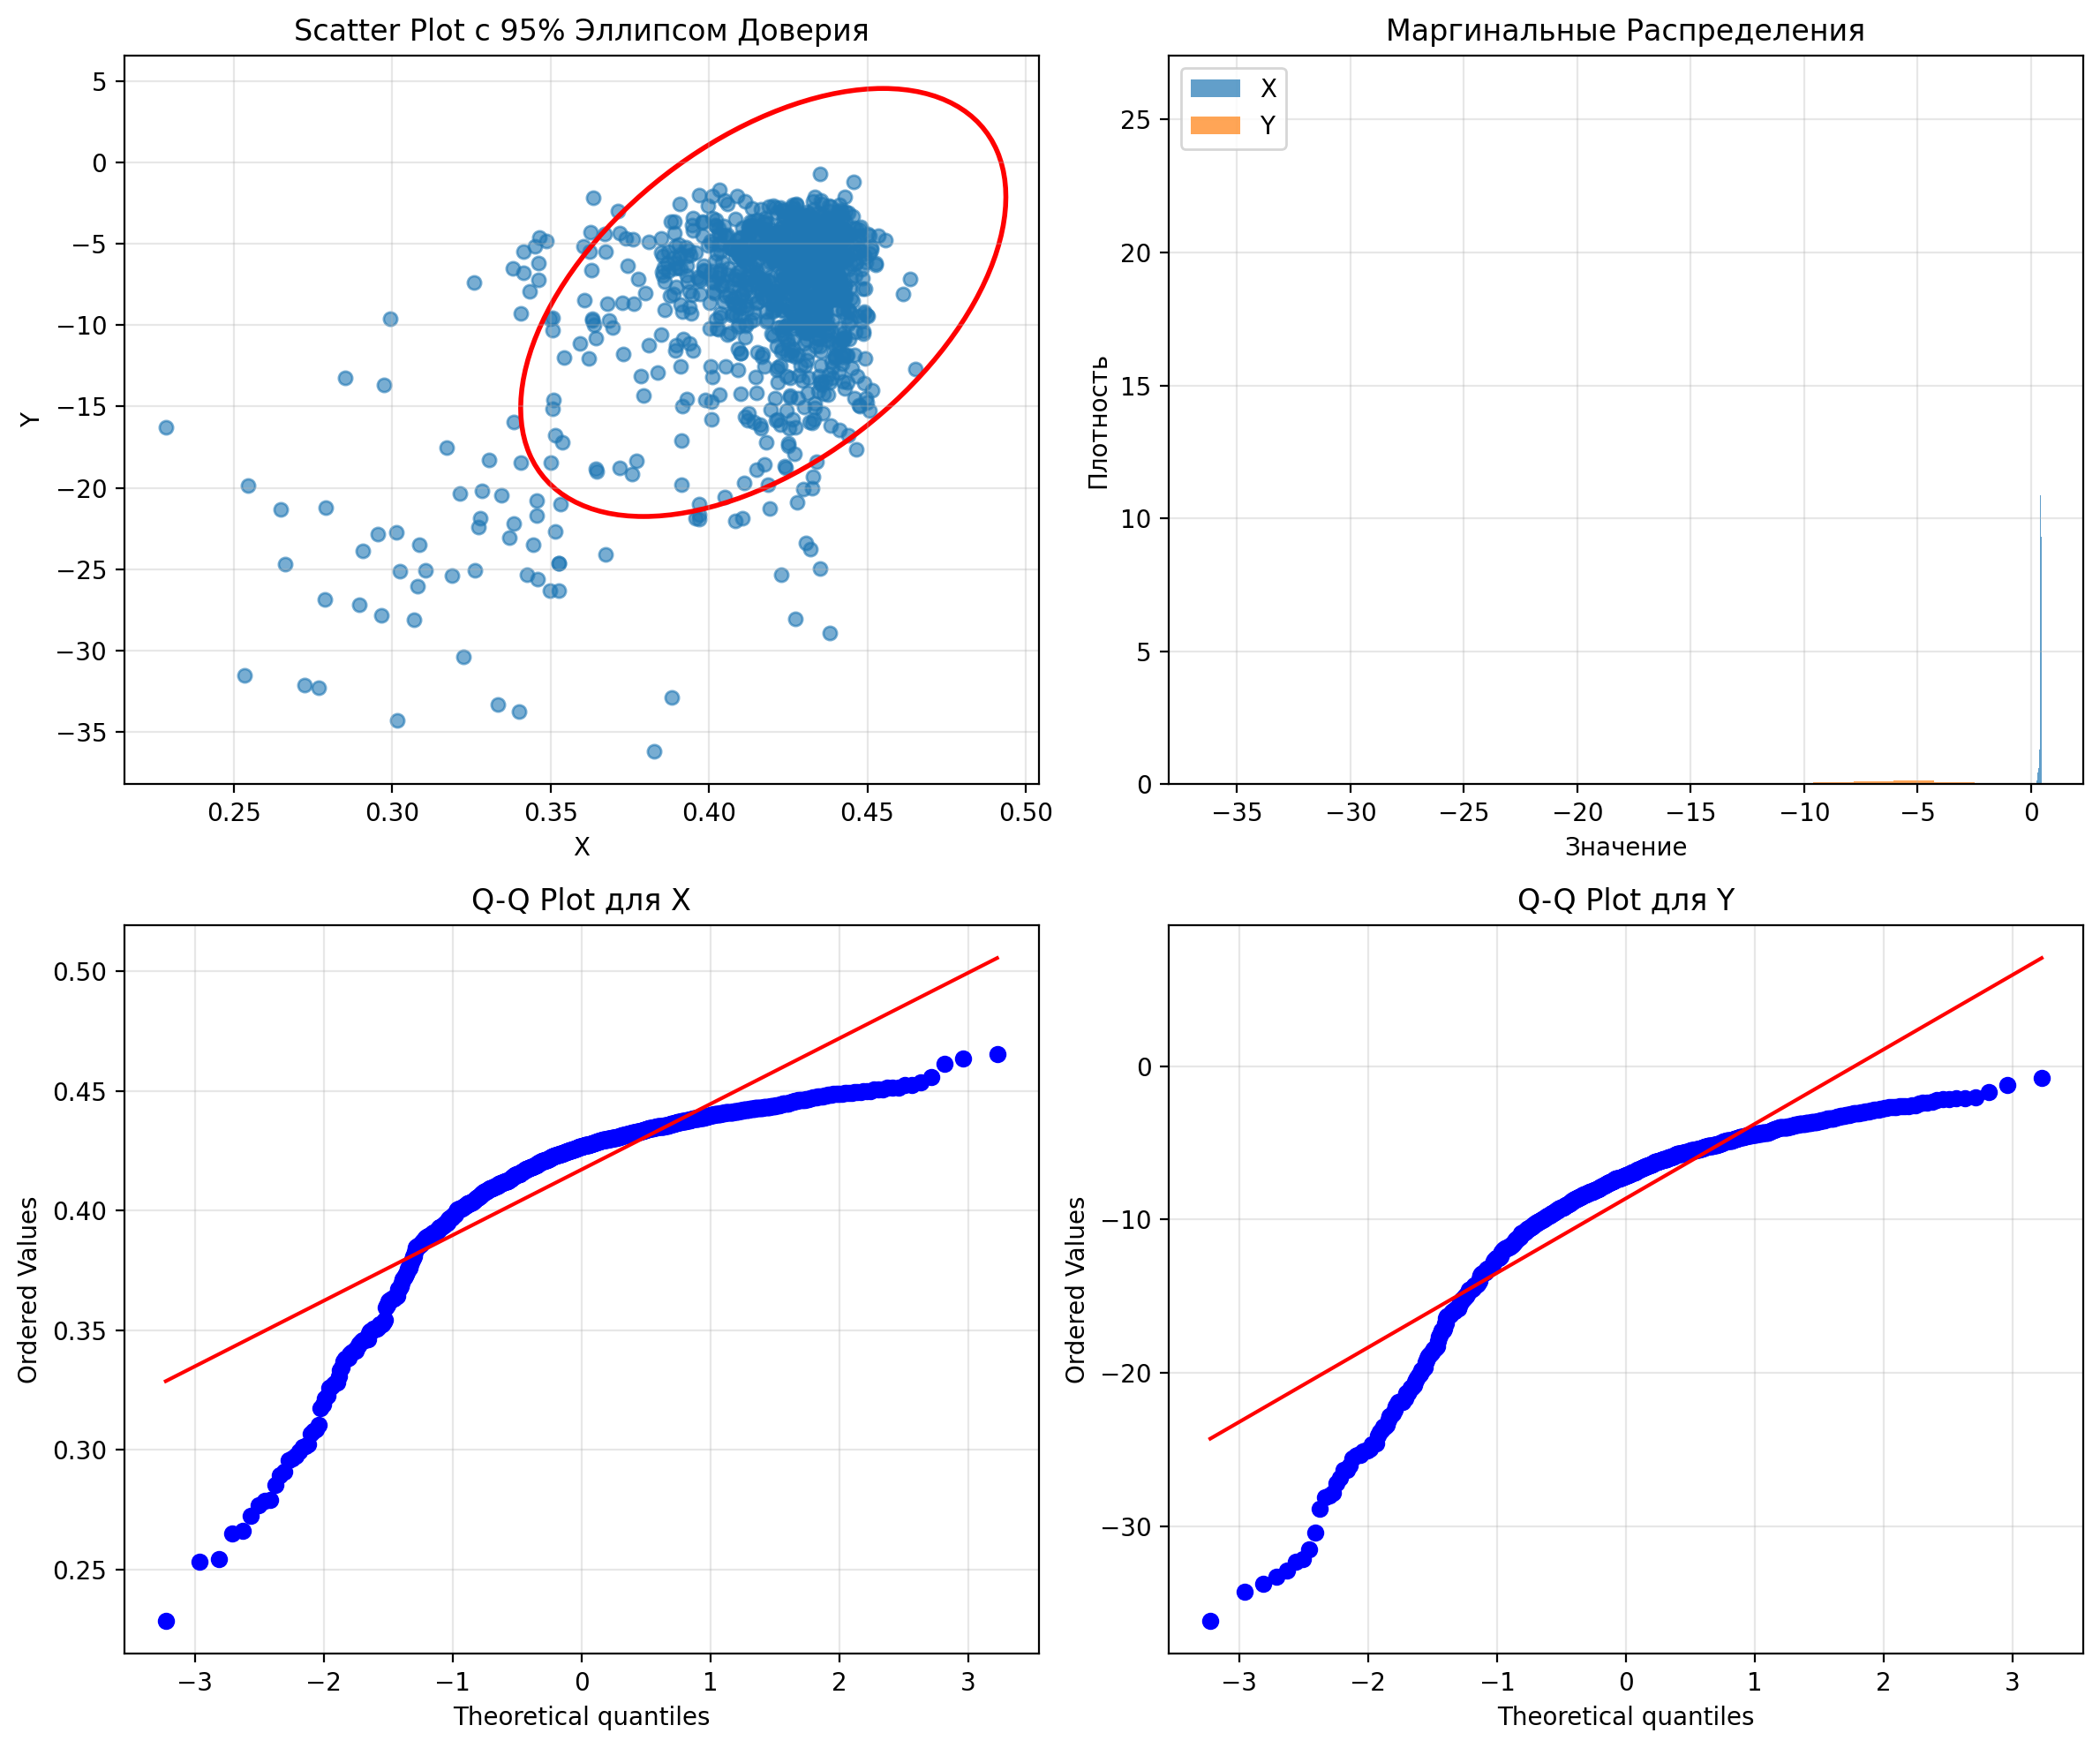 Scatter Plot с 95% Эллипсом Доверия
5
0
−5
−10
−15
−20
−25
−30
−35
Y
0.25 0.30 0.35 0.40 0.45 0.50
X
Маргинальные Распределения
X
Y
25
20
15
10
5
0
Плотность
−35 −30 −25 −20 −15 −10 −5 0
Значение
Q-Q Plot для X
0.50
0.45
0.40
0.35
0.30
0.25
Ordered Values
−3 −2 −1 0 1 2 3
Theoretical quantiles
Q-Q Plot для Y
0
−10
−20
−30
Ordered Values
−3 −2 −1 0 1 2 3
Theoretical quantiles